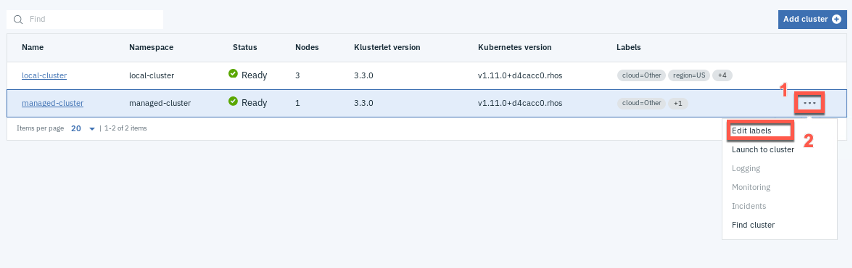 Find
Add cluster
Name Namespace Status Nodes Klusterlet version Kubernetes version Labels
local-cluster local-cluster Ready 3 3.3.0 v1.11.0+d4cacc0.rhos cloud=Other region=US +4
managed-cluster managed-cluster Ready 1 3.3.0 v1.11.0+d4cacc0.rhos cloud=Other +1
1
Items per page 20 | 1-2 of 2 items
Edit labels
2
Launch to cluster
Logging
Monitoring
Incidents
Find cluster